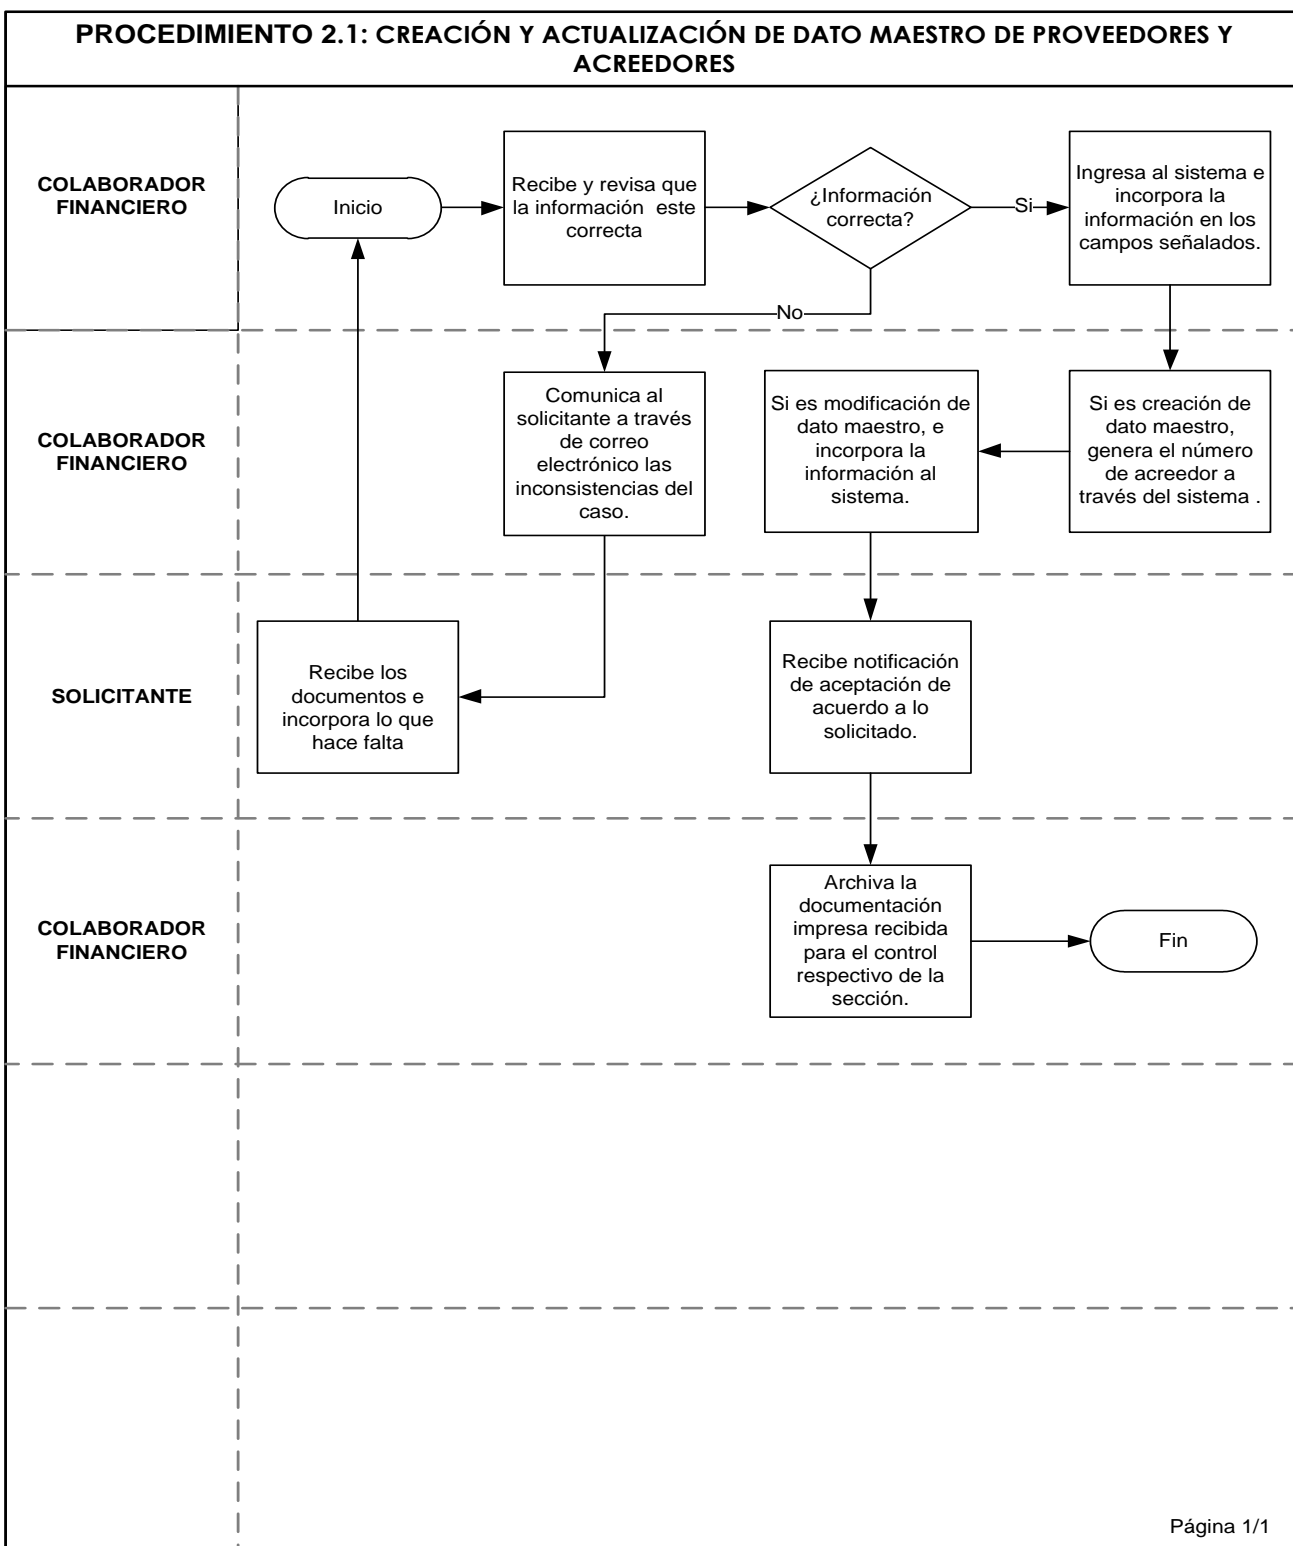 PROCEDIMIENTO 2.1: CREACIÓN Y ACTUALIZACIÓN DE DATO MAESTRO DE PROVEEDORES Y
ACREEDORES
COLABORADOR
FINANCIERO
Inicio
Recibe y revisa que
la información este
correcta
¿Información
correcta?
Si
Ingresa al sistema e
incorpora la
información en los
campos señalados.
No
COLABORADOR
FINANCIERO
Comunica al
solicitante a través
de correo
electrónico las
inconsistencias del
caso.
Si es modificación de
dato maestro, e
incorpora la
información al
sistema.
Si es creación de
dato maestro,
genera el número
de acreedor a
través del sistema .
SOLICITANTE
Recibe los
documentos e
incorpora lo que
hace falta
Recibe notificación
de aceptación de
acuerdo a lo
solicitado.
COLABORADOR
FINANCIERO
Archiva la
documentación
impresa recibida
para el control
respectivo de la
sección.
Fin
Página 1/1